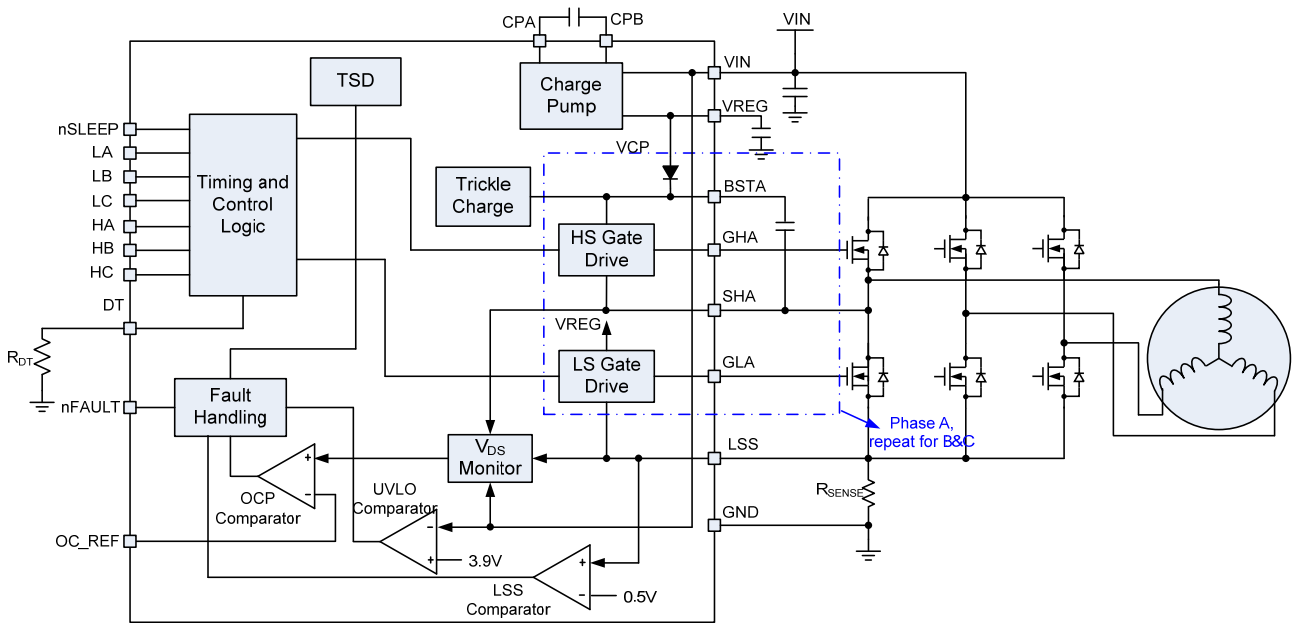 CPA
CPB
VIN
TSD
Charge
Pump
VIN
VREG
nSLEEP
LA
LB
LC
HA
HB
HC
DT
Timing and
Control
Logic
VCP
Trickle
Charge
BSTA
HS Gate
Drive
GHA
SHA
VREG
LS Gate
Drive
GLA
RDT
nFAULT
Fault
Handling
Phase A,
repeat for B&C
VDS
Monitor
LSS
+
−
OCP
Comparator
UVLO
Comparator
RSENSE
GND
OC_REF
−
+
3.9V
LSS
Comparator
+
−
0.5V